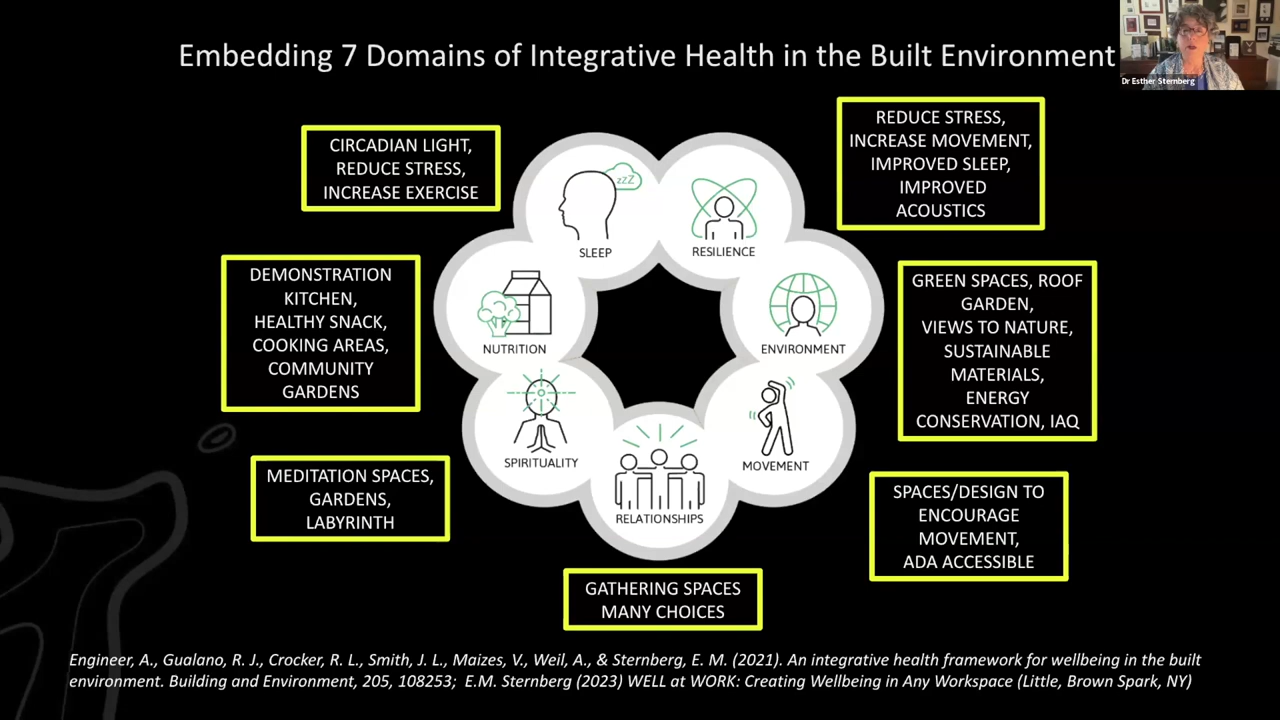 Embedding 7 Domains of Integrative Health in the Built Environment
Dr Esther Sternberg
CIRCADIAN LIGHT,
REDUCE STRESS,
INCREASE EXERCISE
REDUCE STRESS,
INCREASE MOVEMENT,
IMPROVED SLEEP,
IMPROVED
ACOUSTICS
zZZ
SLEEP
RESILIENCE
DEMONSTRATION
KITCHEN,
HEALTHY SNACK,
COOKING AREAS,
COMMUNITY
GARDENS
NUTRITION
ENVIRONMENT
GREEN SPACES, ROOF
GARDEN,
VIEWS TO NATURE,
SUSTAINABLE
MATERIALS,
ENERGY
CONSERVATION, IAQ
MEDITATION SPACES,
GARDENS,
LABYRINTH
SPIRITUALITY
MOVEMENT
SPACES/DESIGN TO
ENCOURAGE
MOVEMENT,
ADA ACCESSIBLE
RELATIONSHIPS
GATHERING SPACES
MANY CHOICES
Engineer, A., Gualano, R. J., Crocker, R. L., Smith, J. L., Maizes, V., Weil, A., & Sternberg, E. M. (2021). An integrative health framework for wellbeing in the built
environment. Building and Environment, 205, 108253; E.M. Sternberg (2023) WELL at WORK: Creating Wellbeing in Any Workspace (Little, Brown Spark, NY)